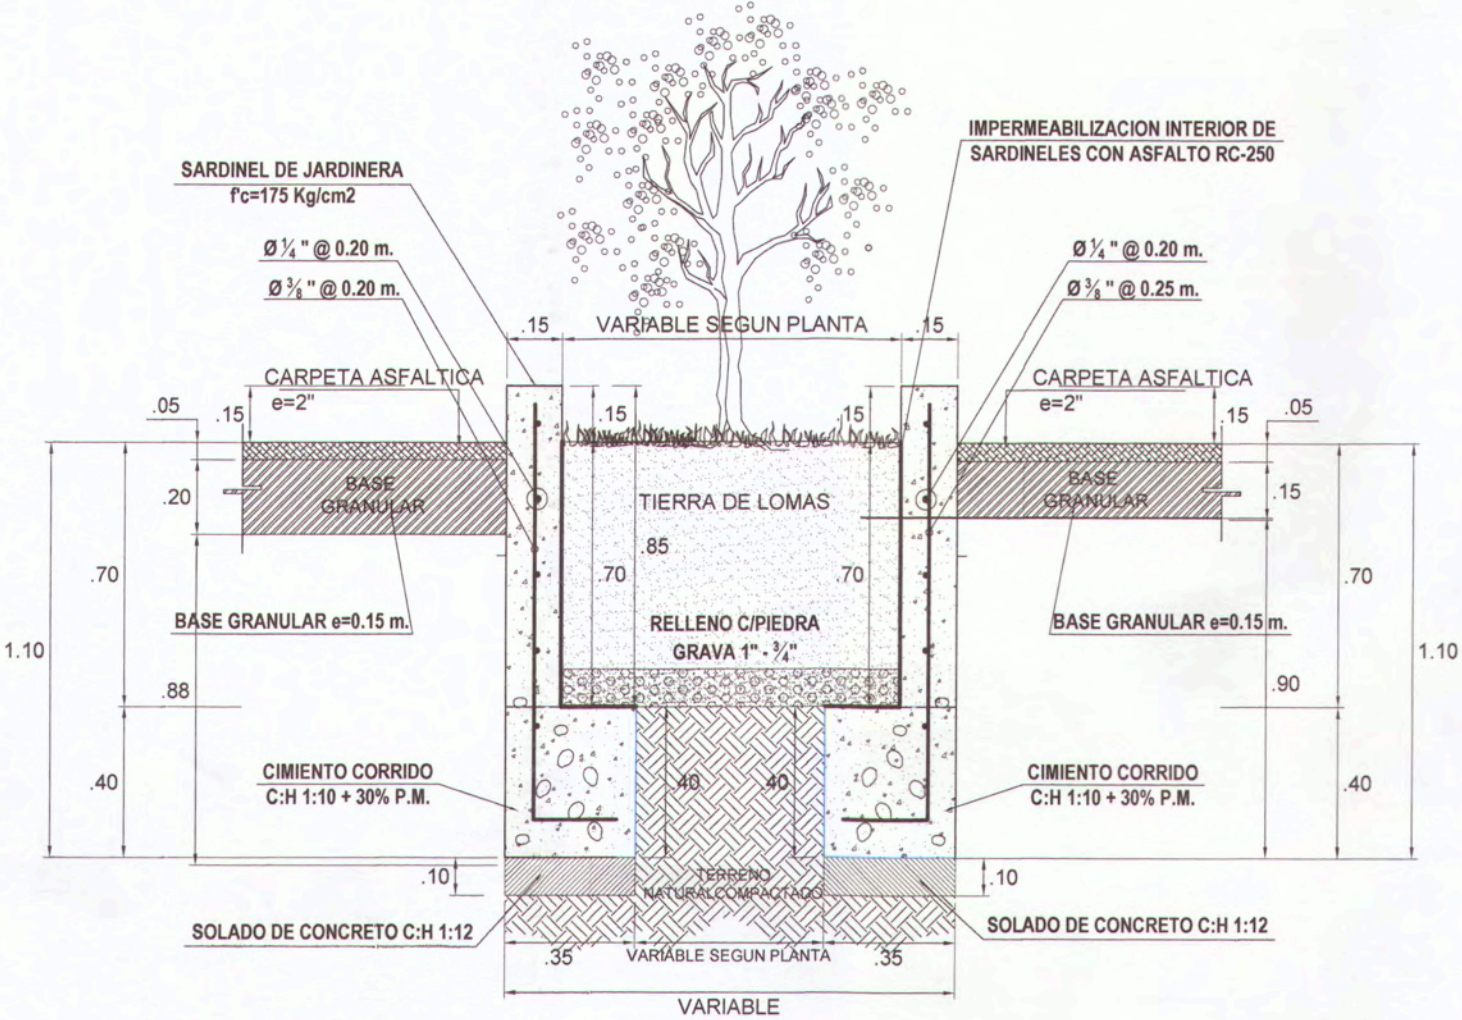 IMPERMEABILIZACION INTERIOR DE
SARDINELES CON ASFALTO RC-250
SARDINEL DE JARDINERA
f'c=175 Kg/cm2
Ø 1/4 " @ 0.20 m.
Ø 3/8 " @ 0.20 m.
Ø 1/4 " @ 0.20 m.
Ø 3/8 " @ 0.25 m.
.15
VARIABLE SEGUN PLANTA
.15
CARPETA ASFALTICA
e=2"
CARPETA ASFALTICA
e=2"
.05
.15
.15
.15
.15
.05
BASE
GRANULAR
.20
TIERRA DE LOMAS
BASE
GRANULAR
.15
.85
.70
.70
.70
.70
BASE GRANULAR e=0.15 m.
RELLENO C/PIEDRA
GRAVA 1" - 3/4"
BASE GRANULAR e=0.15 m.
1.10
1.10
.88
.90
CIMIENTO CORRIDO
C:H 1:10 + 30% P.M.
.40
.40
.40
CIMIENTO CORRIDO
C:H 1:10 + 30% P.M.
.40
.10
TERRENO
NATURALCOMPACTADO
.10
SOLADO DE CONCRETO C:H 1:12
SOLADO DE CONCRETO C:H 1:12
.35
VARIABLE SEGUN PLANTA
.35
VARIABLE